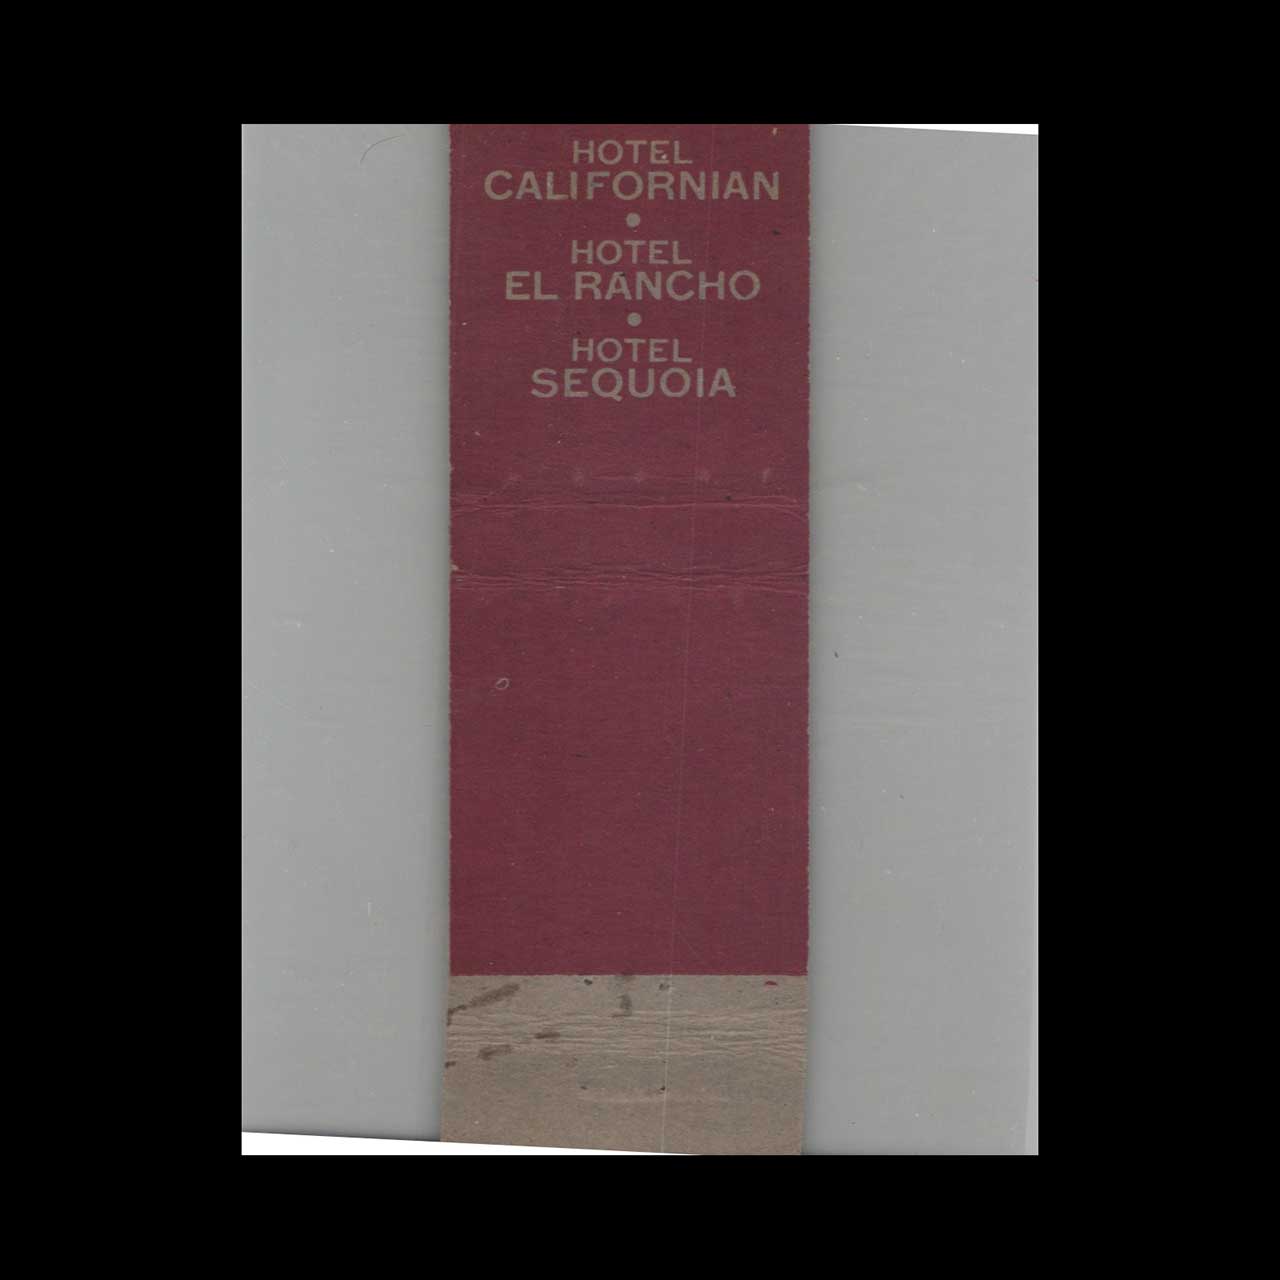 HOTEL
CALIFORNIAN
•
HOTEL
EL RANCHO
•
HOTEL
SEQUOIA